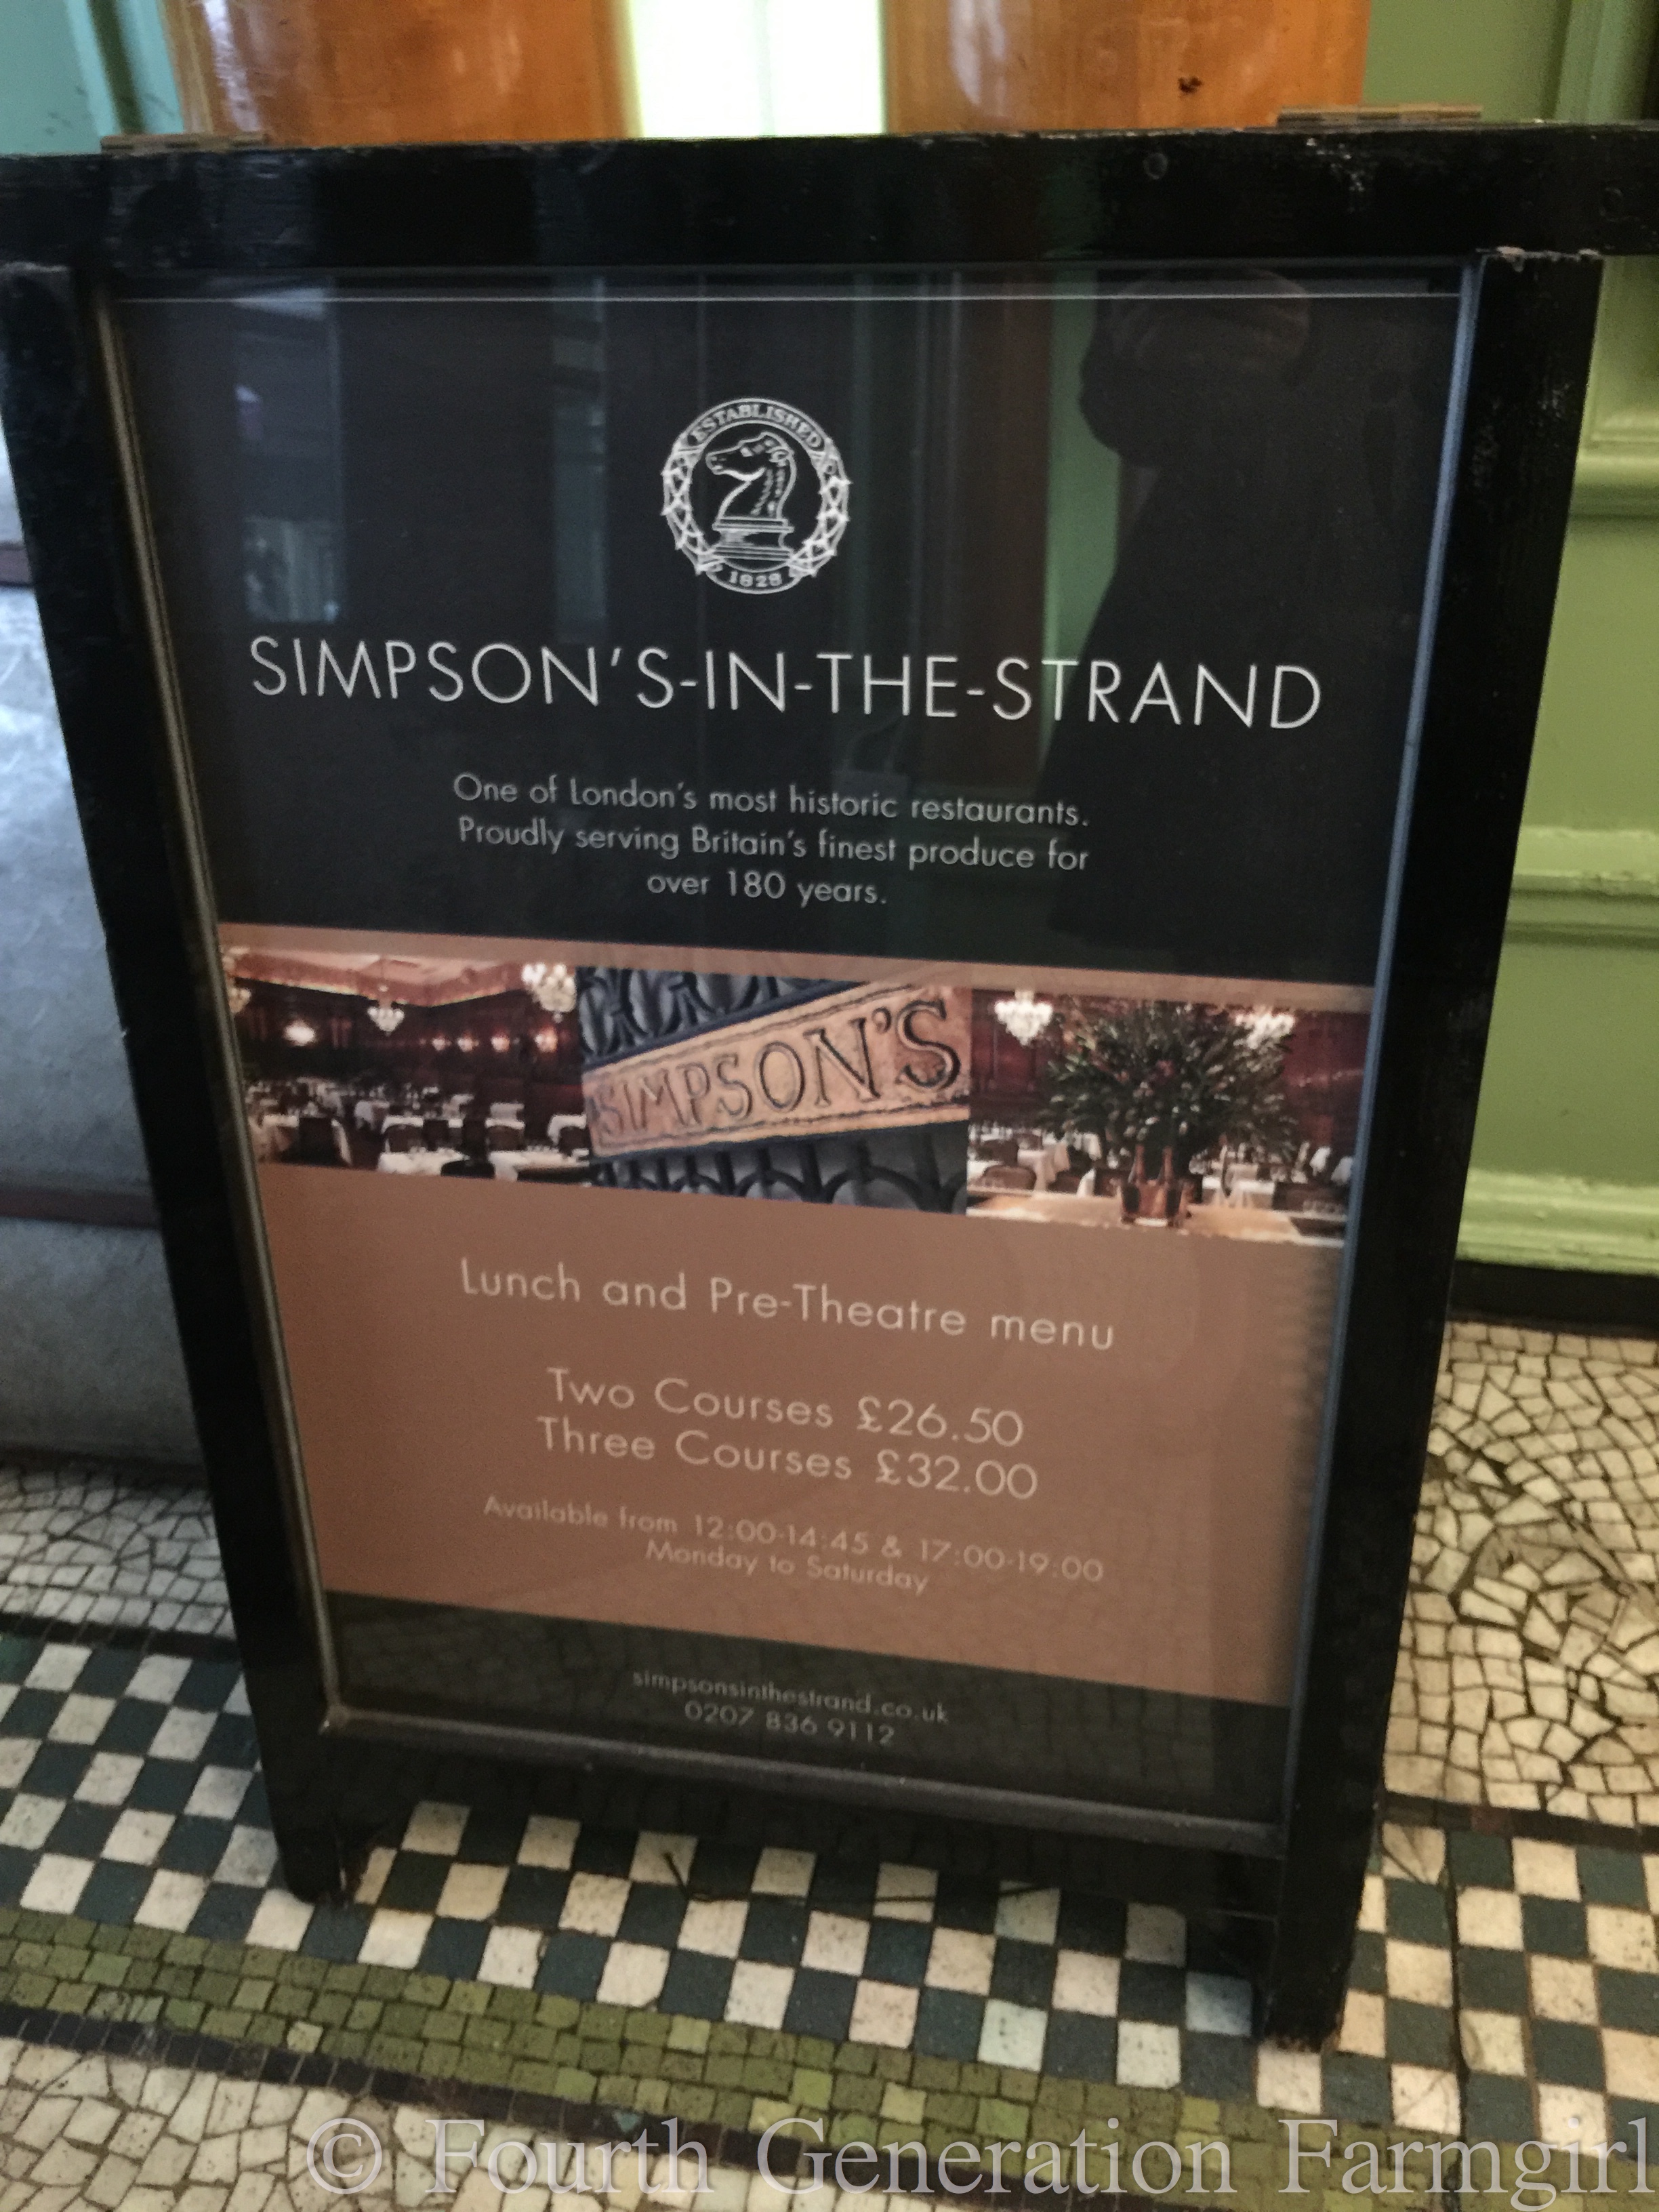 ESTABLISHED
1828
SIMPSON'S-IN-THE-STRAND
One of London's most historic restaurants.
Proudly serving Britain's finest produce for
over 180 years.
SIMPSON'S
Lunch and Pre-Theatre menu
Two Courses £26.50
Three Courses £32.00
Available from 12:00-14:45 & 17:00-19:00
Monday to Saturday
simpsonsinthestrand.co.uk
0207 836 9112
© Fourth Generation Farmgirl